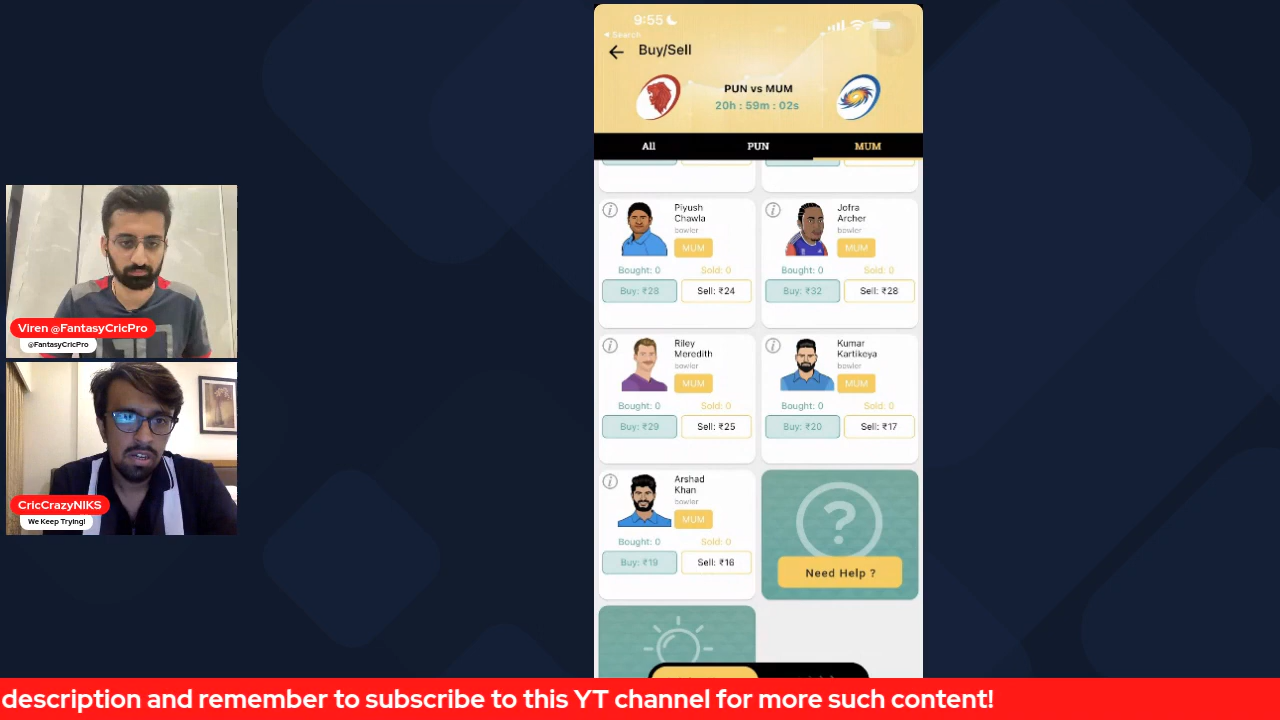 9:55
Search
Buy/Sell
PUN vs MUM
20h : 59m : 02s
All
PUN
MUM
Piyush
Chawla
bowler
MUM
Bought: 0
Sold: 0
Buy: ₹28
Sell: ₹24
Jofra
Archer
bowler
MUM
Bought: 0
Sold: 0
Buy: ₹32
Sell: ₹28
Riley
Meredith
bowler
MUM
Bought: 0
Sold: 0
Buy: ₹29
Sell: ₹25
Kumar
Kartikeya
bowler
MUM
Bought: 0
Sold: 0
Buy: ₹20
Sell: ₹17
Arshad
Khan
bowler
MUM
Bought: 0
Sold: 0
Buy: ₹19
Sell: ₹16
Need Help ?
Viren @FantasyCricPro
@FantasyCricPro
CricCrazyNIKS
We Keep Trying!
description and remember to subscribe to this YT channel for more such content!